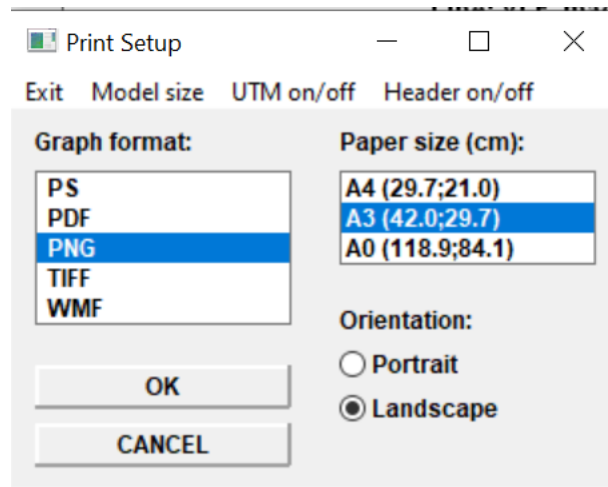 Print Setup
Exit Model size UTM on/off Header on/off
Graph format:
PS
PDF
PNG
TIFF
WMF
OK
CANCEL
Paper size (cm):
A4 (29.7;21.0)
A3 (42.0;29.7)
A0 (118.9;84.1)
Orientation:
Portrait
Landscape